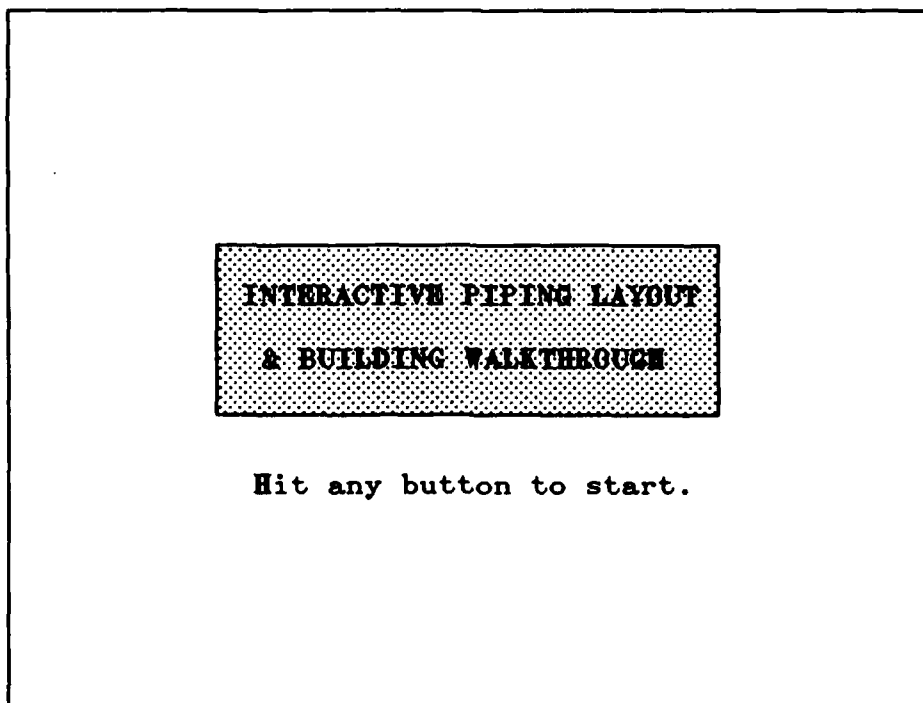 INTERACTIVE PIPING LAYOUT
& BUILDING WALKTHROUGH
Hit any button to start.